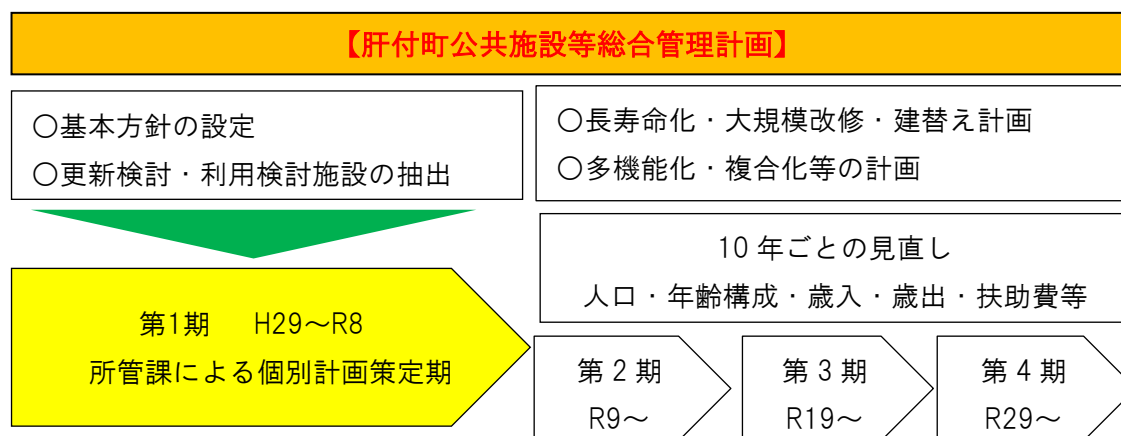 【肝付町公共施設等総合管理計画】
〇基本方針の設定
〇更新検討・利用検討施設の抽出
〇長寿命化・大規模改修・建替え計画
〇多機能化・複合化等の計画
10年ごとの見直し
人口・年齢構成・歳入・歳出・扶助費等
第1期　H29～R8
所管課による個別計画策定期
第2期
R9～
第3期
R19～
第4期
R29～